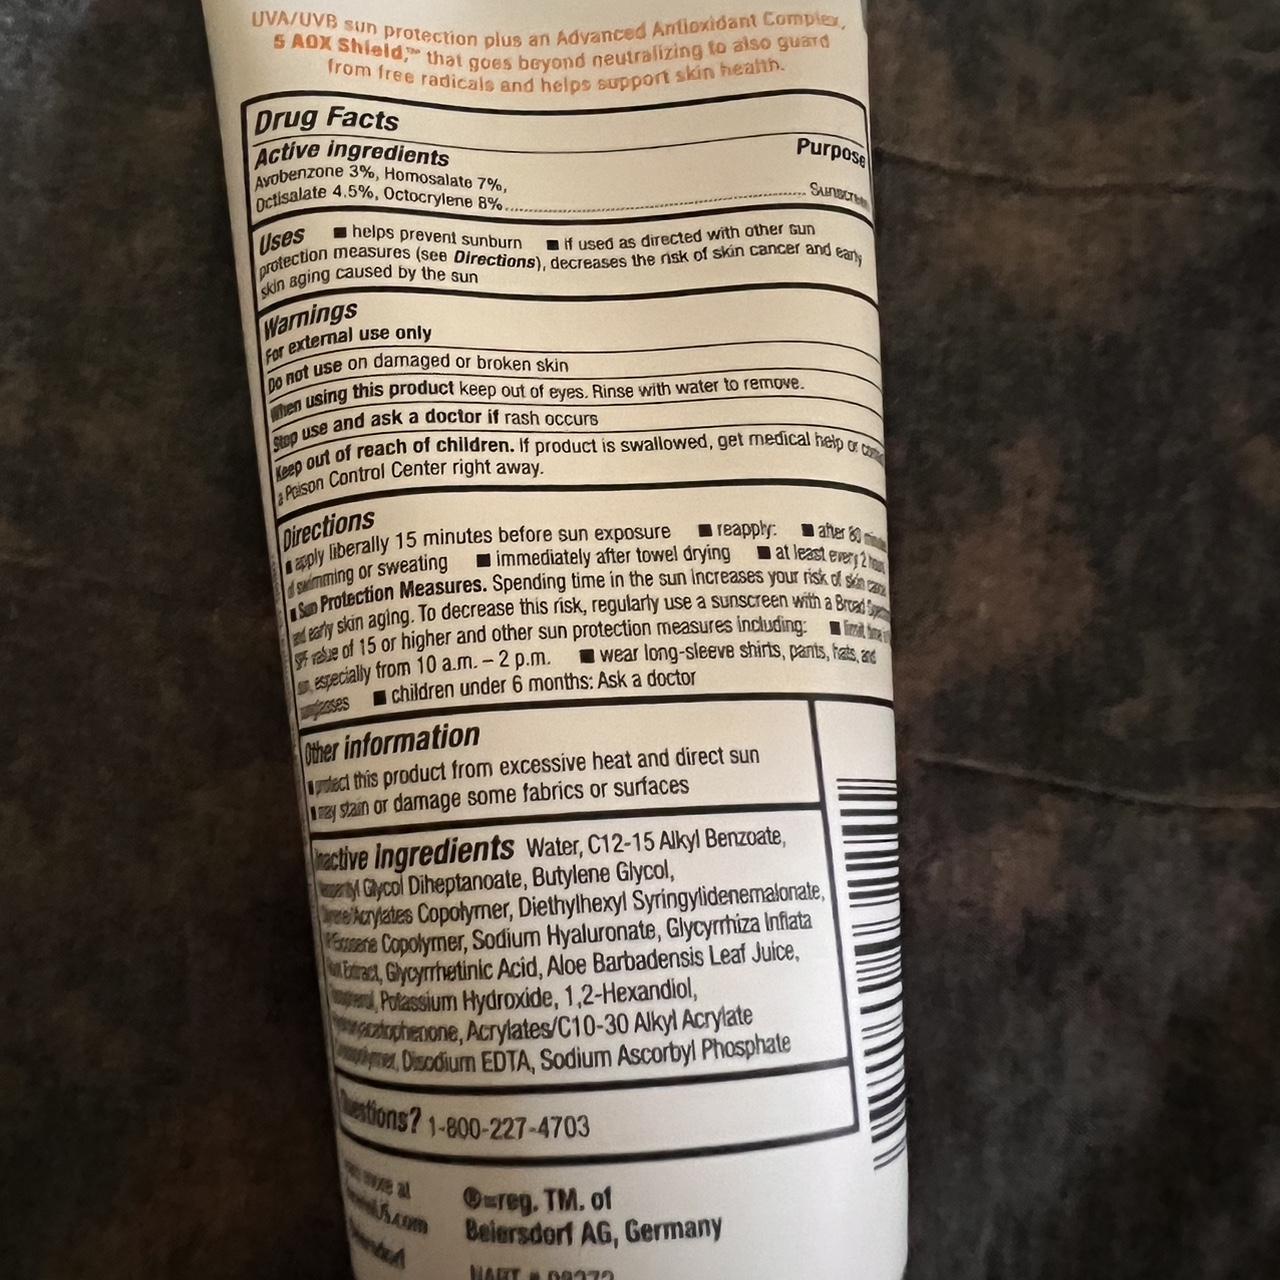 UVA/UVB sun protection plus an Advanced Antioxidant Complex,
5 AOX Shield,™ that goes beyond neutralizing to also guard
from free radicals and helps support skin health.
Drug Facts
Active ingredients Purpose
Avobenzone 3%, Homosalate 7%,
Octisalate 4.5%, Octocrylene 8%
Uses ■ helps prevent sunburn ■ if used as directed with other sun
protection measures (see Directions), decreases the risk of skin cancer and early
skin aging caused by the sun
Warnings
For external use only
Do not use on damaged or broken skin
When using this product keep out of eyes. Rinse with water to remove.
Stop use and ask a doctor if rash occurs
Keep out of reach of children. If product is swallowed, get medical help or
a Poison Control Center right away.
Directions
■ apply liberally 15 minutes before sun exposure ■ reapply: ■ after 80
of swimming or sweating ■ immediately after towel drying ■ at least every 2
■ Sun Protection Measures. Spending time in the sun increases your risk of skin
and early skin aging. To decrease this risk, regularly use a sunscreen with a Broad
SPF value of 15 or higher and other sun protection measures including: ■ limit time
sun, especially from 10 a.m. – 2 p.m. ■ wear long-sleeve shirts, pants, hats, and
sunglasses ■ children under 6 months: Ask a doctor
Other information
■ protect this product from excessive heat and direct sun
■ may stain or damage some fabrics or surfaces
Inactive Ingredients Water, C12-15 Alkyl Benzoate,
Glycol Diheptanoate, Butylene Glycol,
Copolymer, Diethylhexyl Syringylidenemalonate,
Copolymer, Sodium Hyaluronate, Glycyrrhiza Inflata
Extract, Glycyrrhetinic Acid, Aloe Barbadensis Leaf Juice,
Potassium Hydroxide, 1,2-Hexandiol,
Acrylates/C10-30 Alkyl Acrylate
Disodium EDTA, Sodium Ascorbyl Phosphate
Questions? 1-800-227-4703
®=reg. TM. of
Beiersdorf AG, Germany